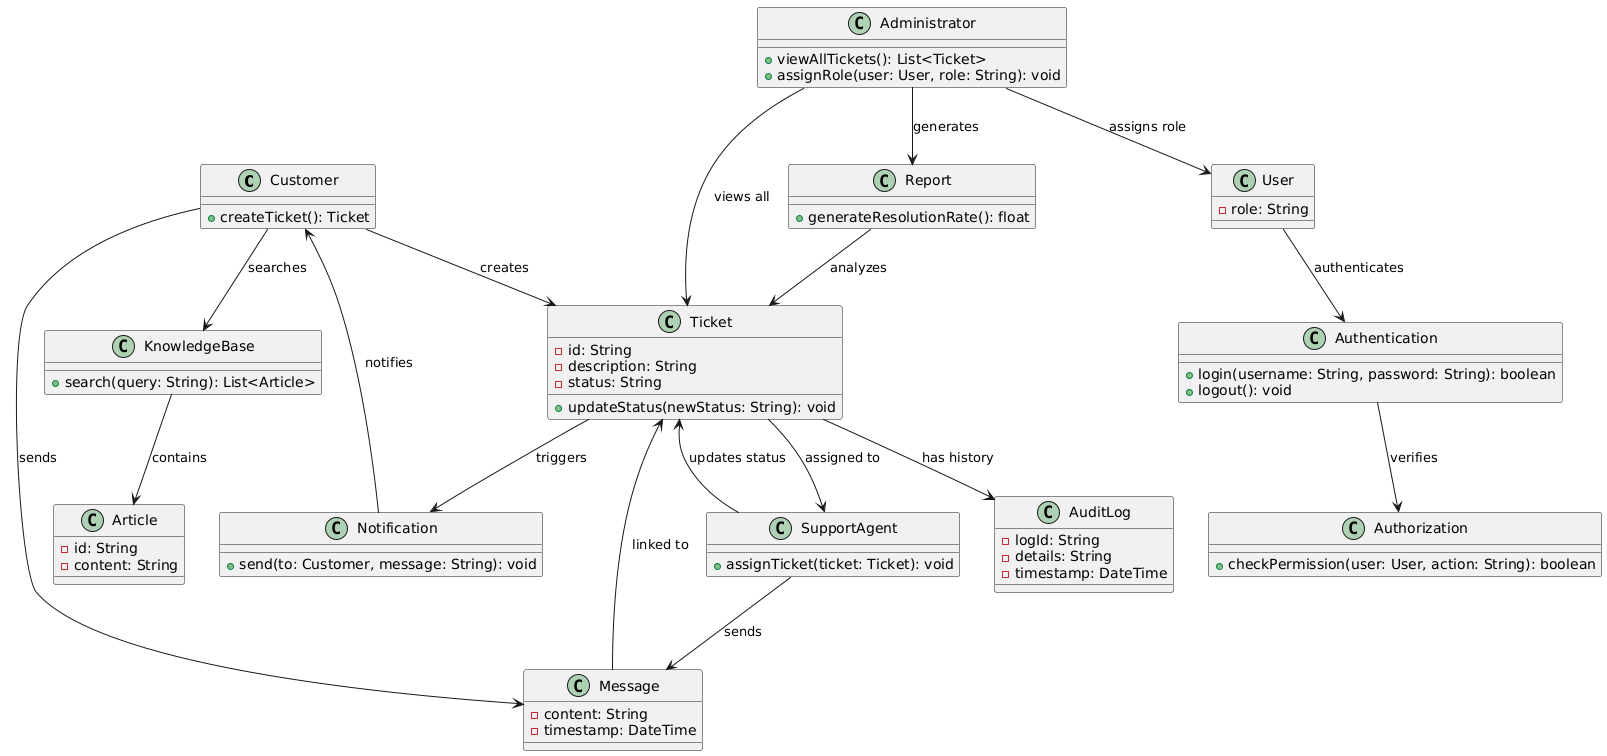 C Administrator
viewAllTickets(): List<Ticket>
assignRole(user: User, role: String): void
generates
assigns role
views all
C Customer
createTicket(): Ticket
C Report
generateResolutionRate(): float
C User
role: String
searches
creates
analyzes
authenticates
C KnowledgeBase
search(query: String): List<Article>
notifies
C Ticket
id: String
description: String
status: String
updateStatus(newStatus: String): void
C Authentication
login(username: String, password: String): boolean
logout(): void
sends
contains
triggers
updates status
assigned to
has history
verifies
C Article
id: String
content: String
C Notification
send(to: Customer, message: String): void
linked to
C SupportAgent
assignTicket(ticket: Ticket): void
C AuditLog
logId: String
details: String
timestamp: DateTime
C Authorization
checkPermission(user: User, action: String): boolean
sends
C Message
content: String
timestamp: DateTime